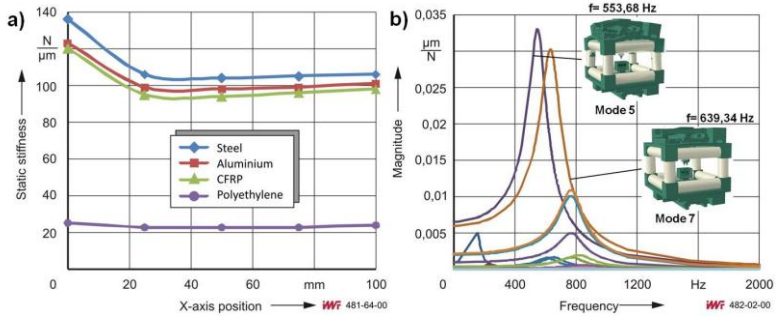 a)
140
N
μm
100
80
60
40
20
Static stiffness
Steel
Aluminium
CFRP
Polyethylene
0 20 40 60 mm 100
X-axis position
IWF 481-64-00
b)
0,035
μm
N
0,025
0,02
0,015
0,01
0,005
Magnitude
f= 553,68 Hz
Mode 5
f= 639,34 Hz
Mode 7
0 400 800 1200 Hz 2000
Frequency
IWF 482-02-00